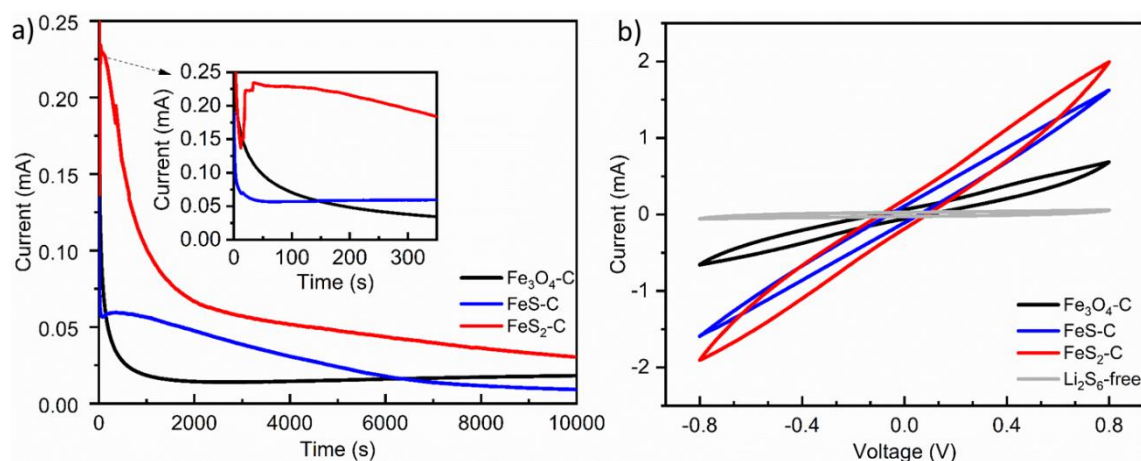 a)
0.25
0.20
0.15
0.10
0.05
0.00
Current (mA)
0
2000
4000
6000
8000
10000
Time (s)
0.25
0.20
0.15
0.10
0.05
0.00
Current (mA)
0
100
200
300
Time (s)
Fe₃O₄-C
FeS-C
FeS₂-C
b)
2
1
0
-1
-2
Current (mA)
-0.8
-0.4
0.0
0.4
0.8
Voltage (V)
Fe₃O₄-C
FeS-C
FeS₂-C
Li₂S₆-free